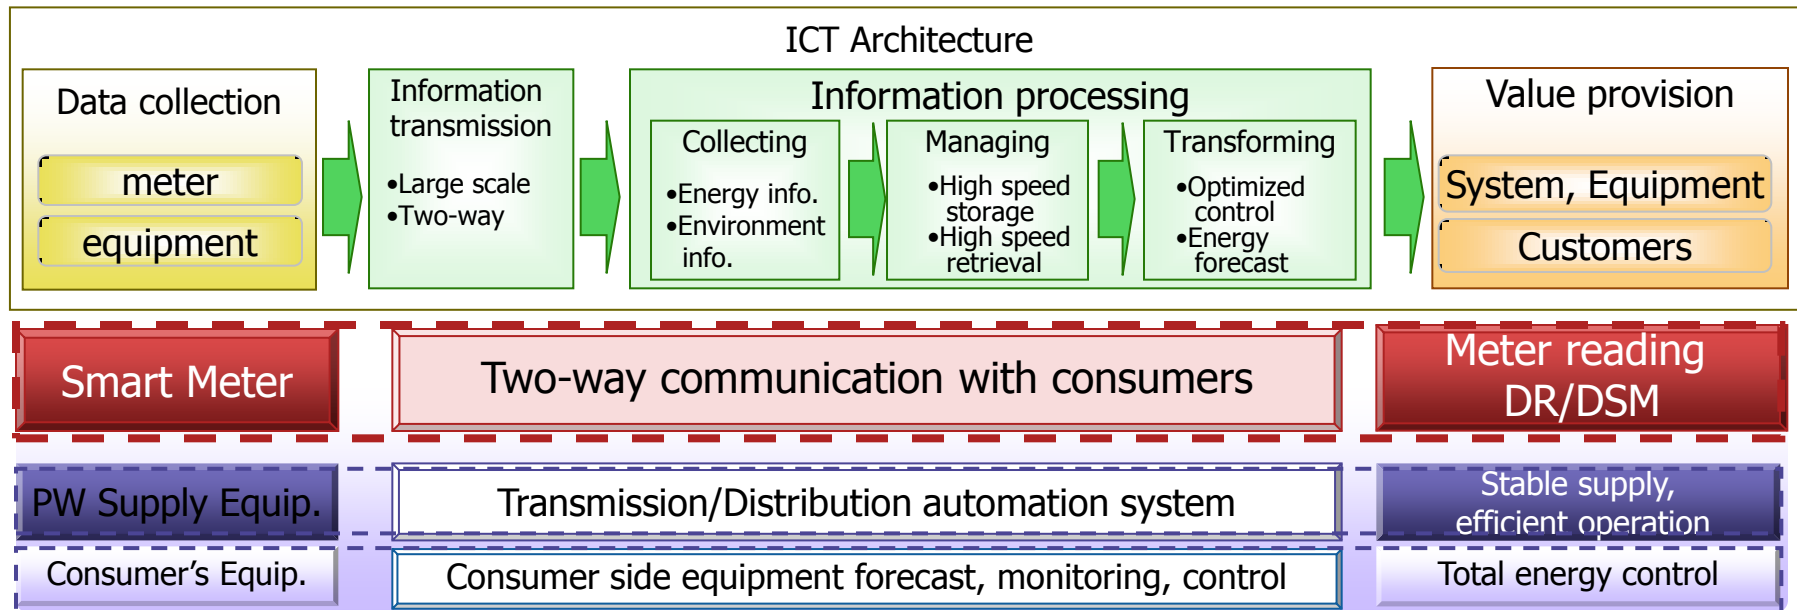 ICT Architecture
Data collection
meter
equipment
Information
transmission
•Large scale
•Two-way
Information processing
Collecting
•Energy info.
•Environment
info.
Managing
•High speed
storage
•High speed
retrieval
Transforming
•Optimized
control
•Energy
forecast
Value provision
System, Equipment
Customers
Smart Meter
Two-way communication with consumers
Meter reading
DR/DSM
PW Supply Equip.
Transmission/Distribution automation system
Stable supply,
efficient operation
Consumer’s Equip.
Consumer side equipment forecast, monitoring, control
Total energy control